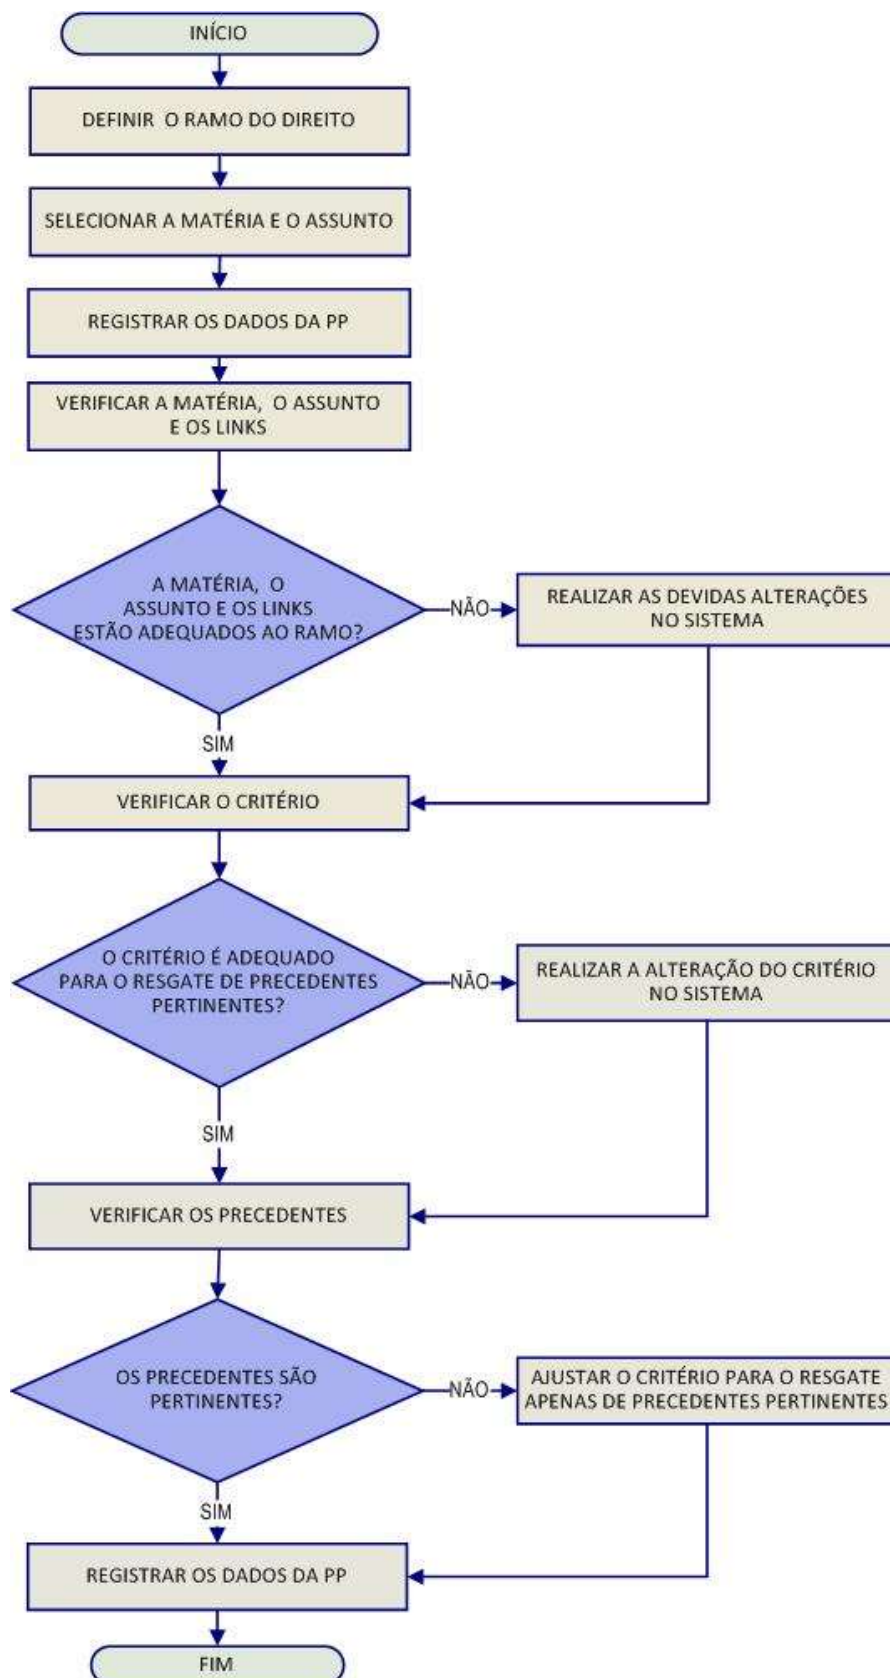 INÍCIO
DEFINIR O RAMO DO DIREITO
SELECIONAR A MATÉRIA E O ASSUNTO
REGISTRAR OS DADOS DA PP
VERIFICAR A MATÉRIA, O ASSUNTO
E OS LINKS
A MATÉRIA, O
ASSUNTO E OS LINKS
ESTÃO ADEQUADOS AO RAMO?
NÃO
REALIZAR AS DEVIDAS ALTERAÇÕES
NO SISTEMA
SIM
VERIFICAR O CRITÉRIO
O CRITÉRIO É ADEQUADO
PARA O RESGATE DE PRECEDENTES
PERTINENTES?
NÃO
REALIZAR A ALTERAÇÃO DO CRITÉRIO
NO SISTEMA
SIM
VERIFICAR OS PRECEDENTES
OS PRECEDENTES SÃO
PERTINENTES?
NÃO
AJUSTAR O CRITÉRIO PARA O RESGATE
APENAS DE PRECEDENTES PERTINENTES
SIM
REGISTRAR OS DADOS DA PP
FIM